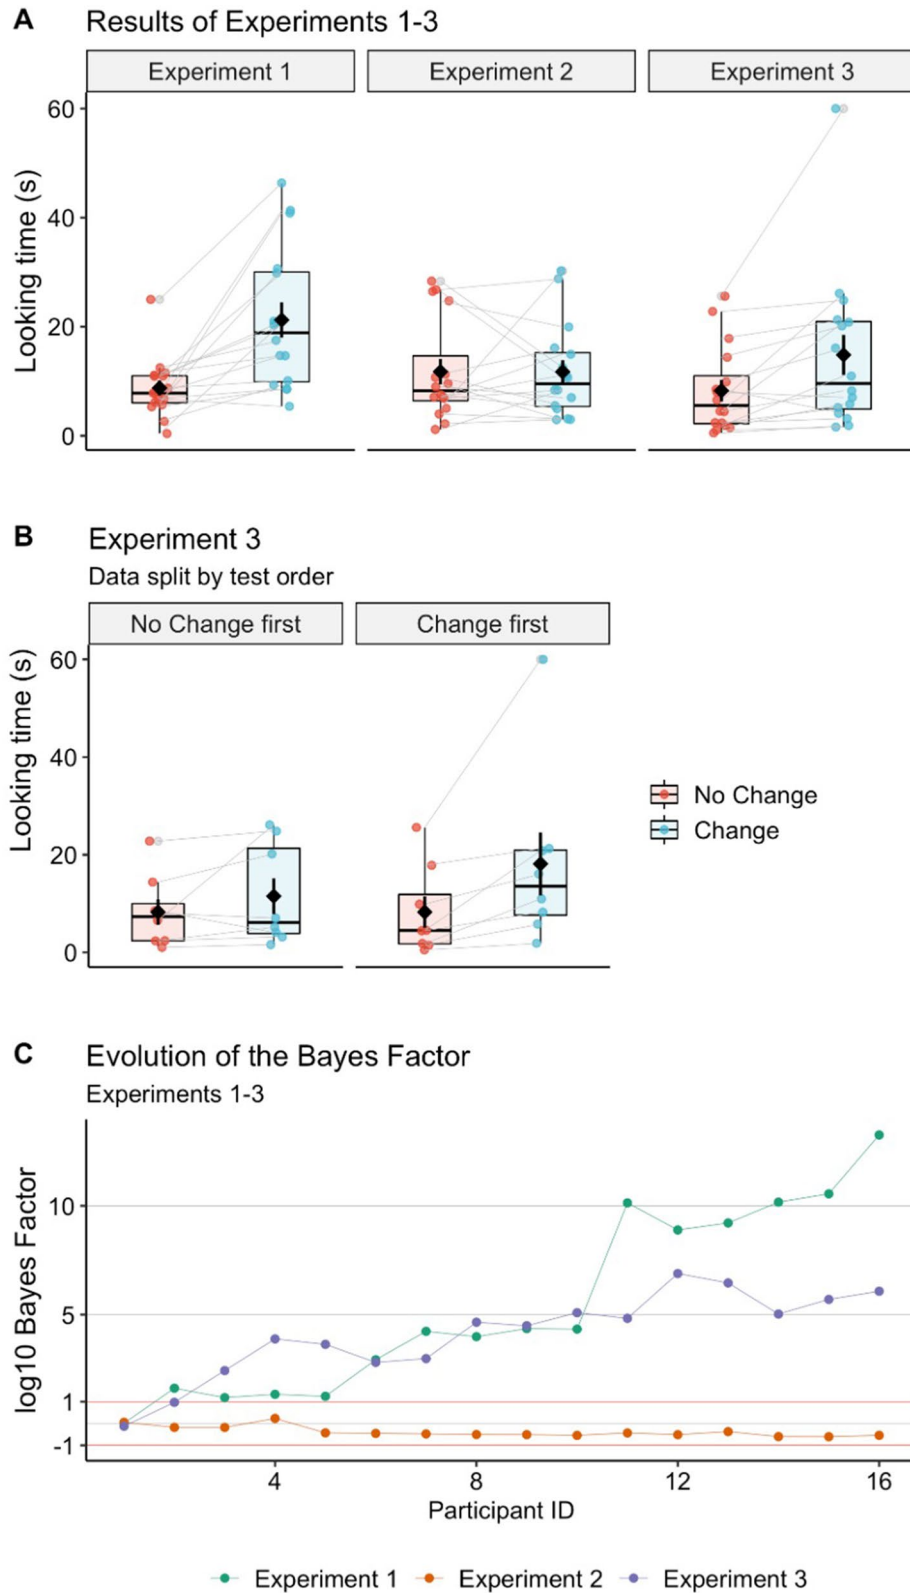 A Results of Experiments 1-3
Experiment 1 Experiment 2 Experiment 3
Looking time (s)
60
40
20
0
B Experiment 3
Data split by test order
No Change first Change first
Looking time (s)
60
40
20
0
No Change
Change
C Evolution of the Bayes Factor
Experiments 1-3
log10 Bayes Factor
10
5
1
-1
4 8 12 16
Participant ID
Experiment 1 Experiment 2 Experiment 3